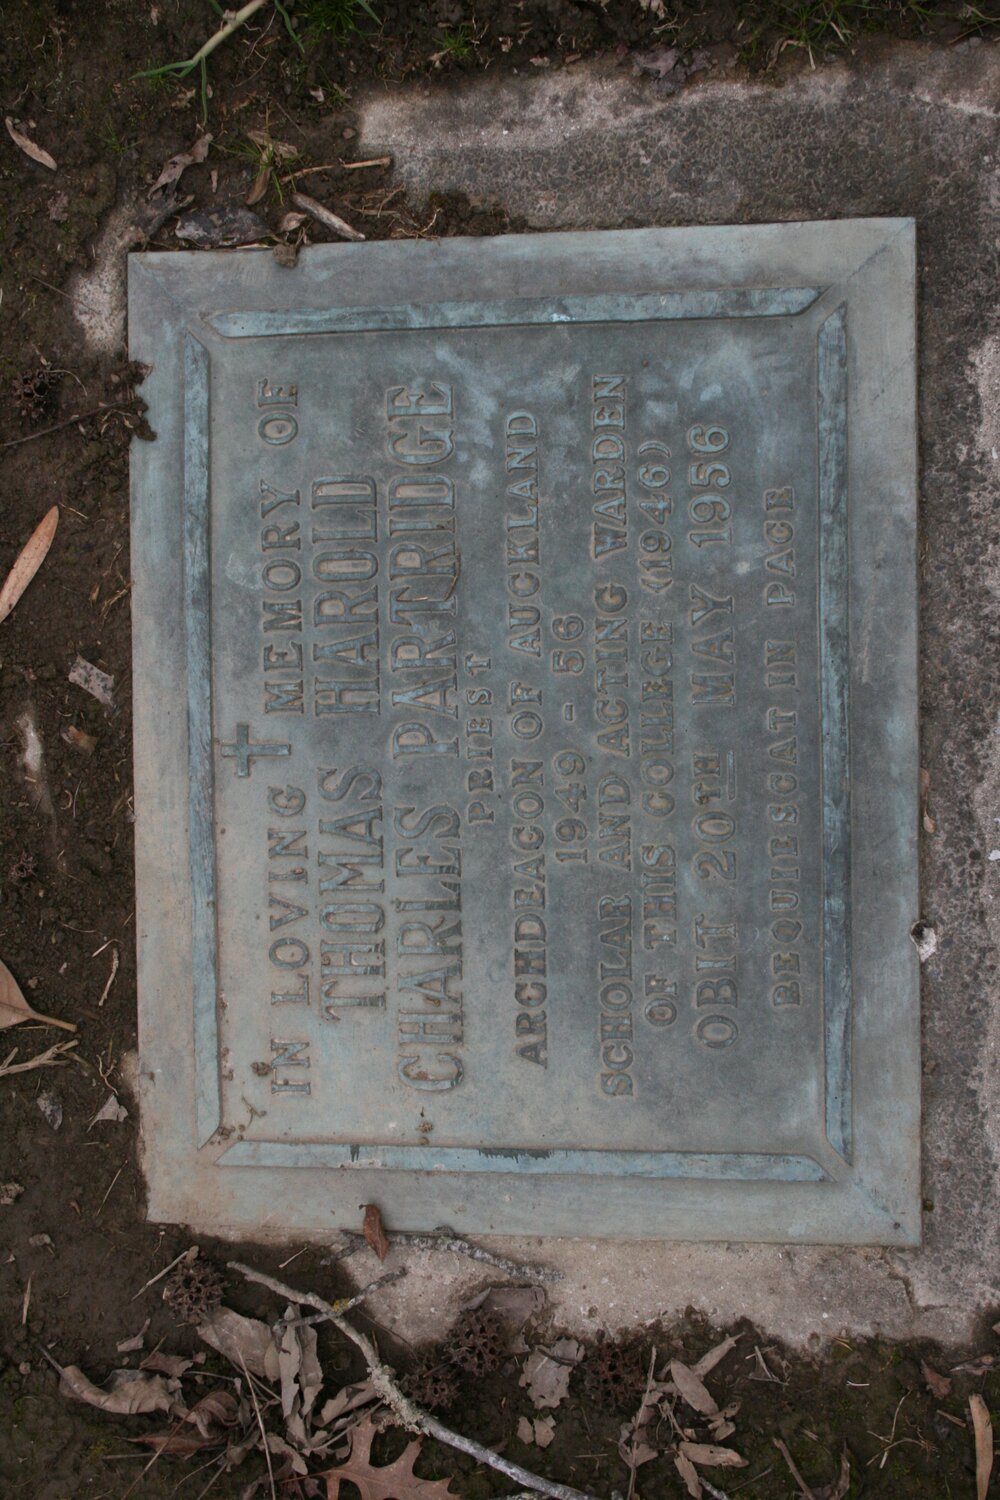 IN LOVING MEMORY OF
THOMAS HAROLD
CHARLES PARTRIDGE
PRIEST
ARCHDEACON OF AUCKLAND
1949 - 56
SCHOLAR AND ACTING WARDEN
OF THIS COLLEGE (1946)
OBIT 20TH MAY 1956
BEQUIESCAT IN PACE